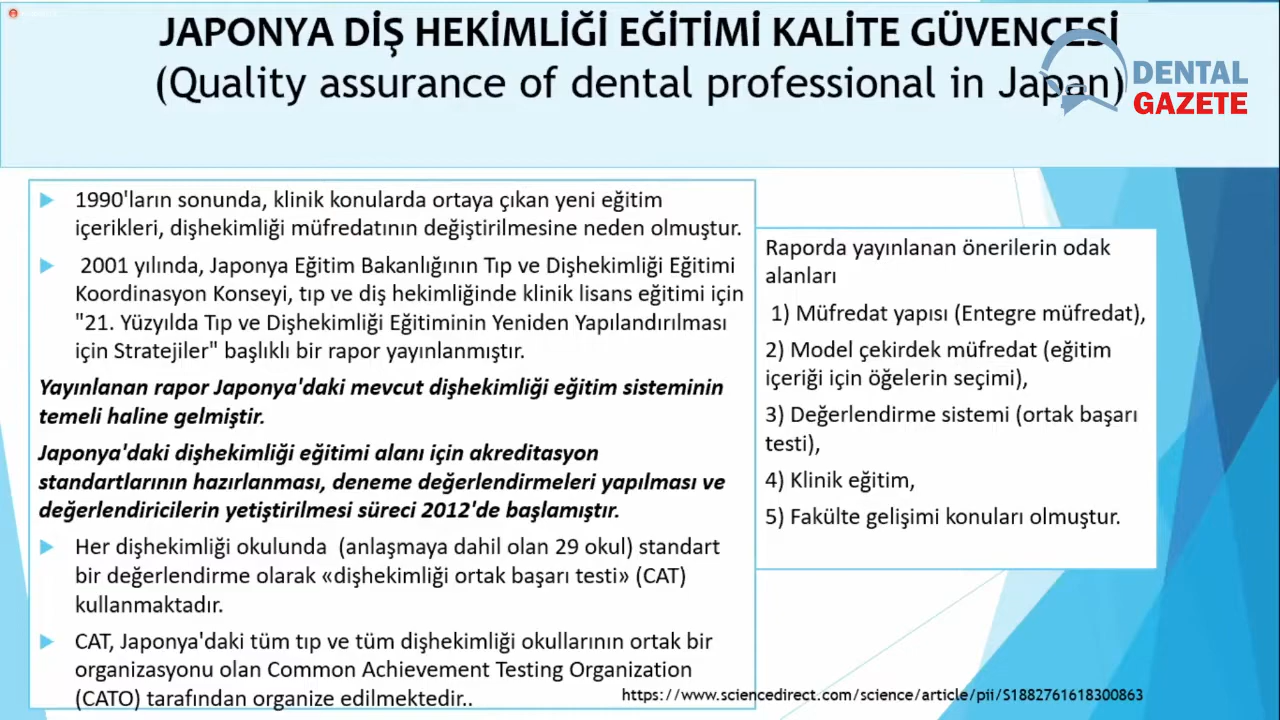 JAPONYA DİŞ HEKİMLİĞİ EĞİTİMİ KALİTE GÜVENCESİ
(Quality assurance of dental professional in Japan)
DENTAL
GAZETE
1990'ların sonunda, klinik konularda ortaya çıkan yeni eğitim
içerikleri, dişhekimliği müfredatının değiştirilmesine neden olmuştur.
2001 yılında, Japonya Eğitim Bakanlığının Tıp ve Dişhekimliği Eğitimi
Koordinasyon Konseyi, tıp ve diş hekimliğinde klinik lisans eğitimi için
"21. Yüzyılda Tıp ve Dişhekimliği Eğitiminin Yeniden Yapılandırılması
için Stratejiler" başlıklı bir rapor yayınlanmıştır.
Yayınlanan rapor Japonya'daki mevcut dişhekimliği eğitim sisteminin
temeli haline gelmiştir.
Japonya'daki dişhekimliği eğitimi alanı için akreditasyon
standartlarının hazırlanması, deneme değerlendirmeleri yapılması ve
değerlendiricilerin yetiştirilmesi süreci 2012'de başlamıştır.
Her dişhekimliği okulunda (anlaşmaya dahil olan 29 okul) standart
bir değerlendirme olarak «dişhekimliği ortak başarı testi» (CAT)
kullanmaktadır.
CAT, Japonya'daki tüm tıp ve tüm dişhekimliği okullarının ortak bir
organizasyonu olan Common Achievement Testing Organization
(CATO) tarafından organize edilmektedir..
Raporda yayınlanan önerilerin odak
alanları
1) Müfredat yapısı (Entegre müfredat),
2) Model çekirdek müfredat (eğitim
içeriği için öğelerin seçimi),
3) Değerlendirme sistemi (ortak başarı
testi),
4) Klinik eğitim,
5) Fakülte gelişimi konuları olmuştur.
https://www.sciencedirect.com/science/article/pii/S1882761618300863